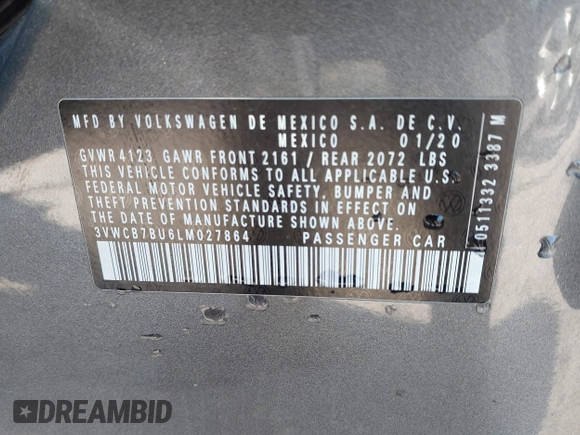 MFD BY VOLKSWAGEN DE MEXICO S.A. DE C.V.
MEXICO 01/20
GVWR 4123 GAWR FRONT 2161 / REAR 2072 LBS
THIS VEHICLE CONFORMS TO ALL APPLICABLE U.S.
FEDERAL MOTOR VEHICLE SAFETY, BUMPER AND
THEFT PREVENTION STANDARDS IN EFFECT ON
THE DATE OF MANUFACTURE SHOWN ABOVE.
3VWCB7BU6LM027864 PASSENGER CAR
0511332 3387 M
DREAMBID